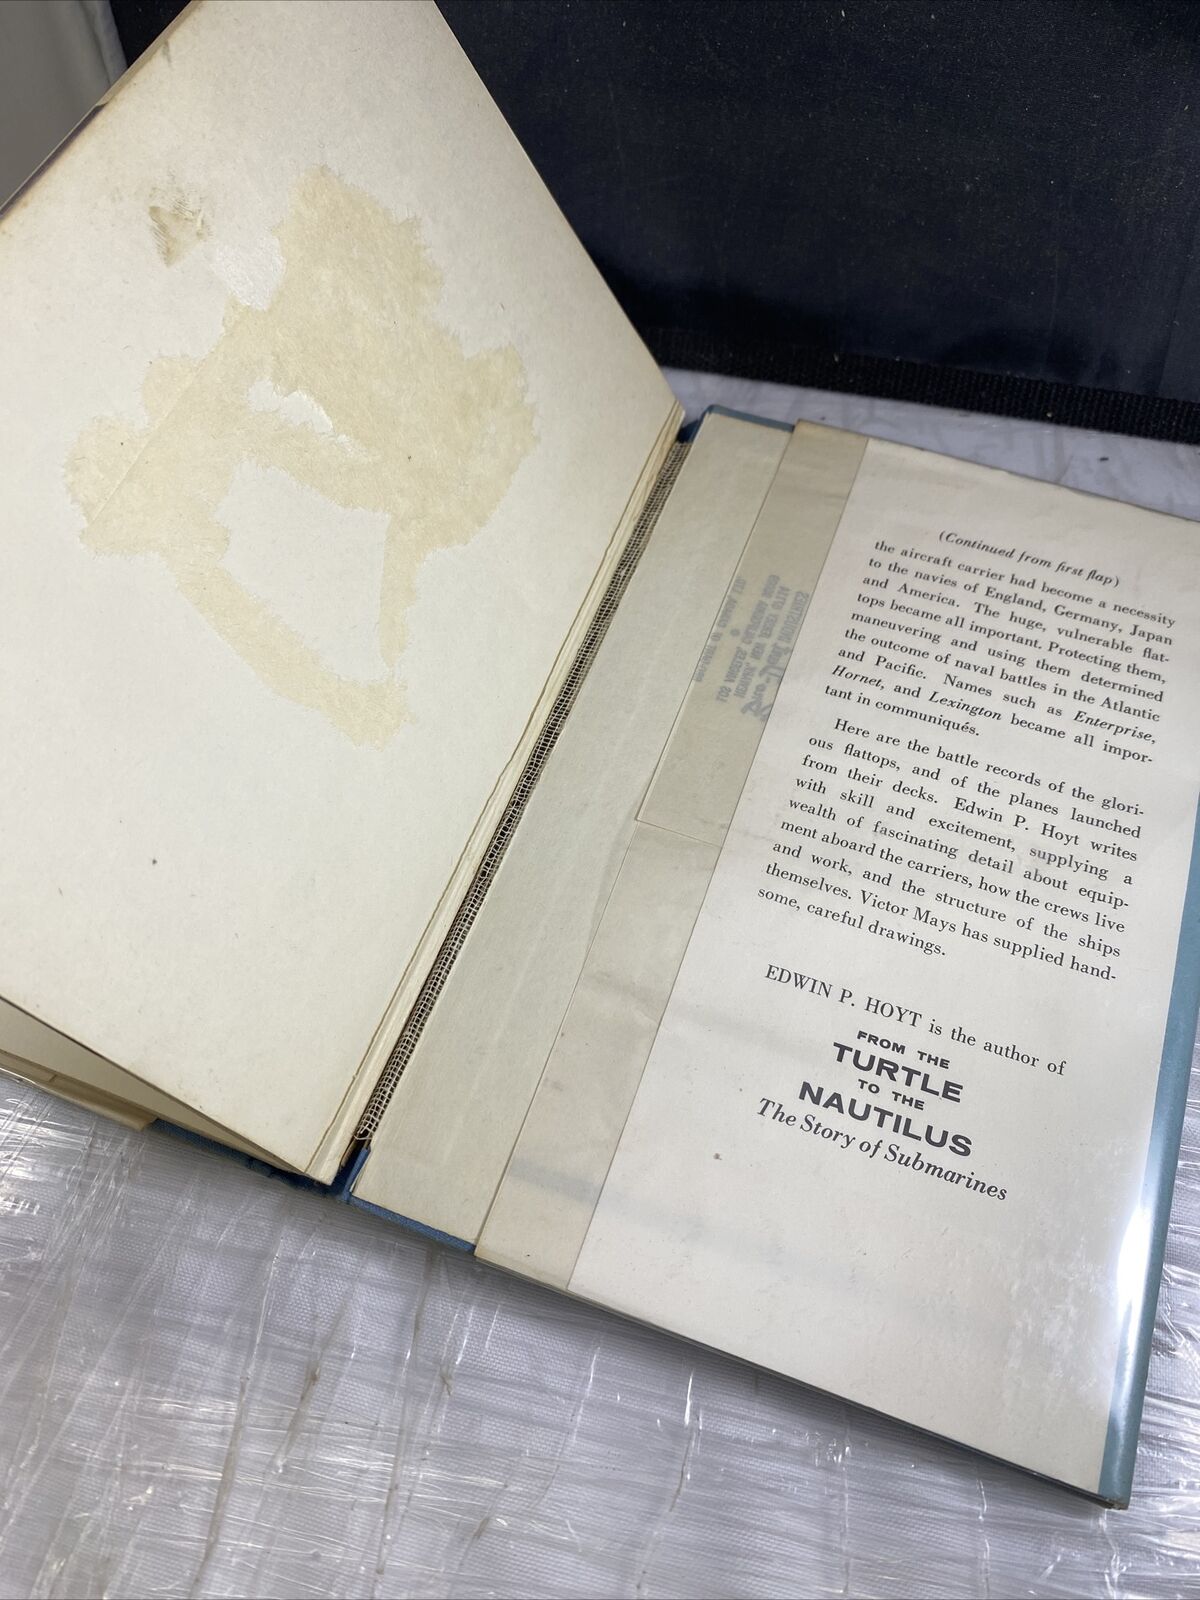 (Continued from first flap)
the aircraft carrier had become a necessity
to the navies of England, Germany, Japan
and America. The huge, vulnerable flat-
tops became all important. Protecting them,
maneuvering and using them determined
the outcome of naval battles in the Atlantic
and Pacific. Names such as Enterprise,
Hornet, and Lexington became all impor-
tant in communiqués.
Here are the battle records of the glori-
ous flattops, and of the planes launched
from their decks. Edwin P. Hoyt writes
with skill and excitement, supplying a
wealth of fascinating detail about equip-
ment aboard the carriers, how the crews live
and work, and the structure of the ships
themselves. Victor Mays has supplied hand-
some, careful drawings.
EDWIN P. HOYT is the author of
FROM THE
TURTLE
TO THE
NAUTILUS
The Story of Submarines